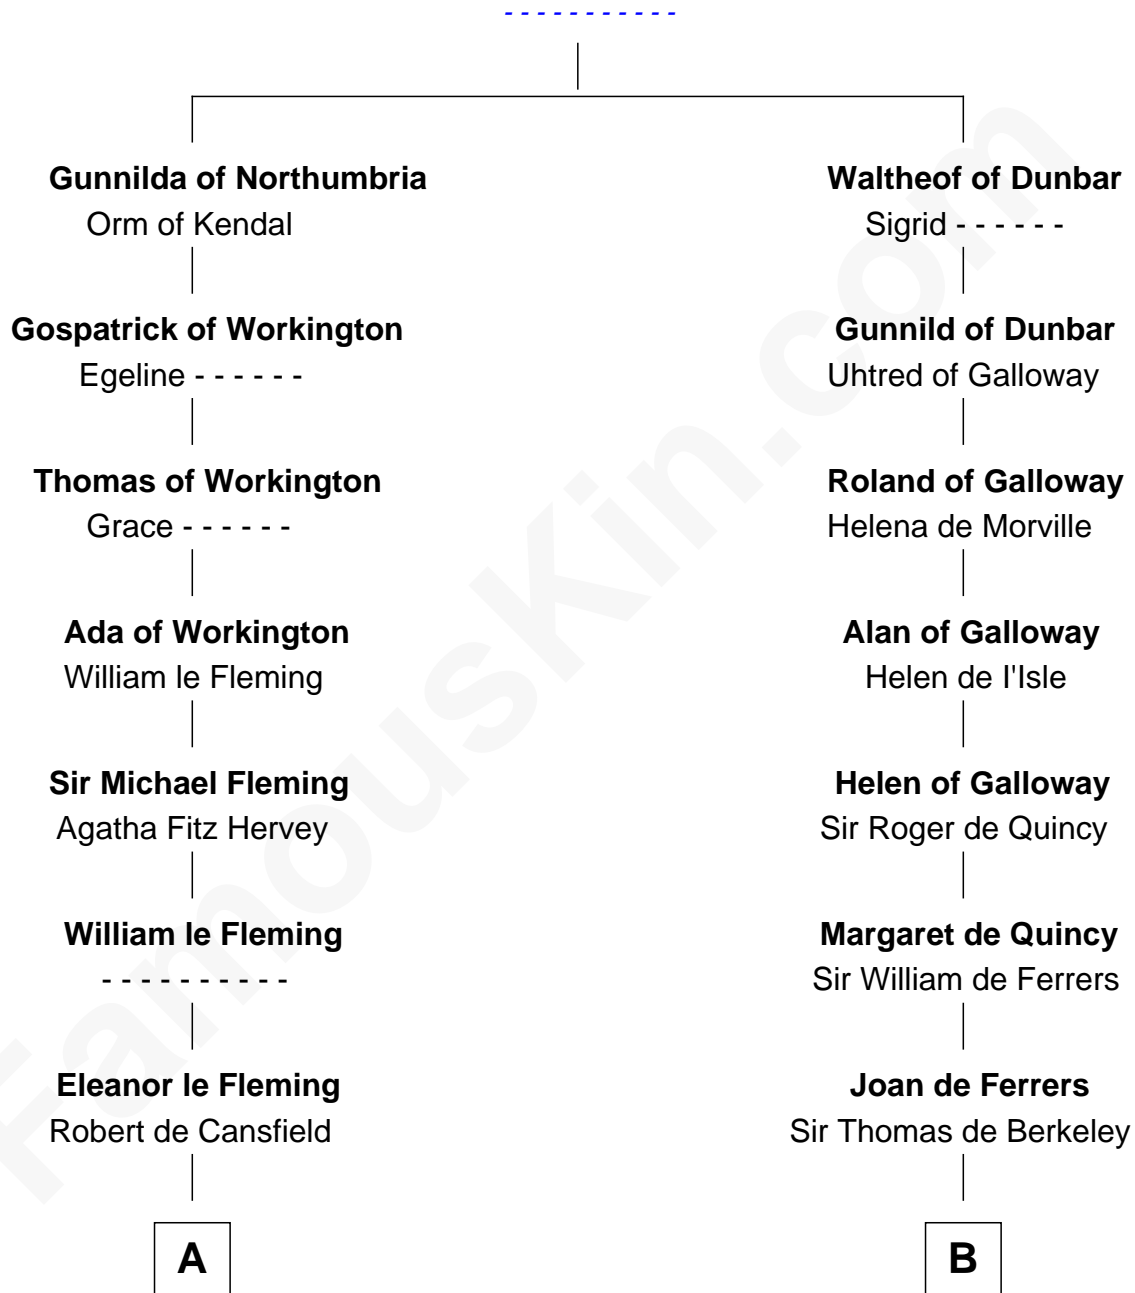 - - - - - - - - - - -
Gunnilda of Northumbria
Orm of Kendal
Waltheof of Dunbar
Sigrid - - - - - -
Gospatrick of Workington
Egeline - - - - - -
Gunnild of Dunbar
Uhtred of Galloway
Thomas of Workington
Grace - - - - - -
Roland of Galloway
Helena de Morville
Ada of Workington
William le Fleming
Alan of Galloway
Helen de l'Isle
Sir Michael Fleming
Agatha Fitz Hervey
Helen of Galloway
Sir Roger de Quincy
William le Fleming
- - - - - - - - - -
Margaret de Quincy
Sir William de Ferrers
Eleanor le Fleming
Robert de Cansfield
Joan de Ferrers
Sir Thomas de Berkeley
A
B
FamousKin.com